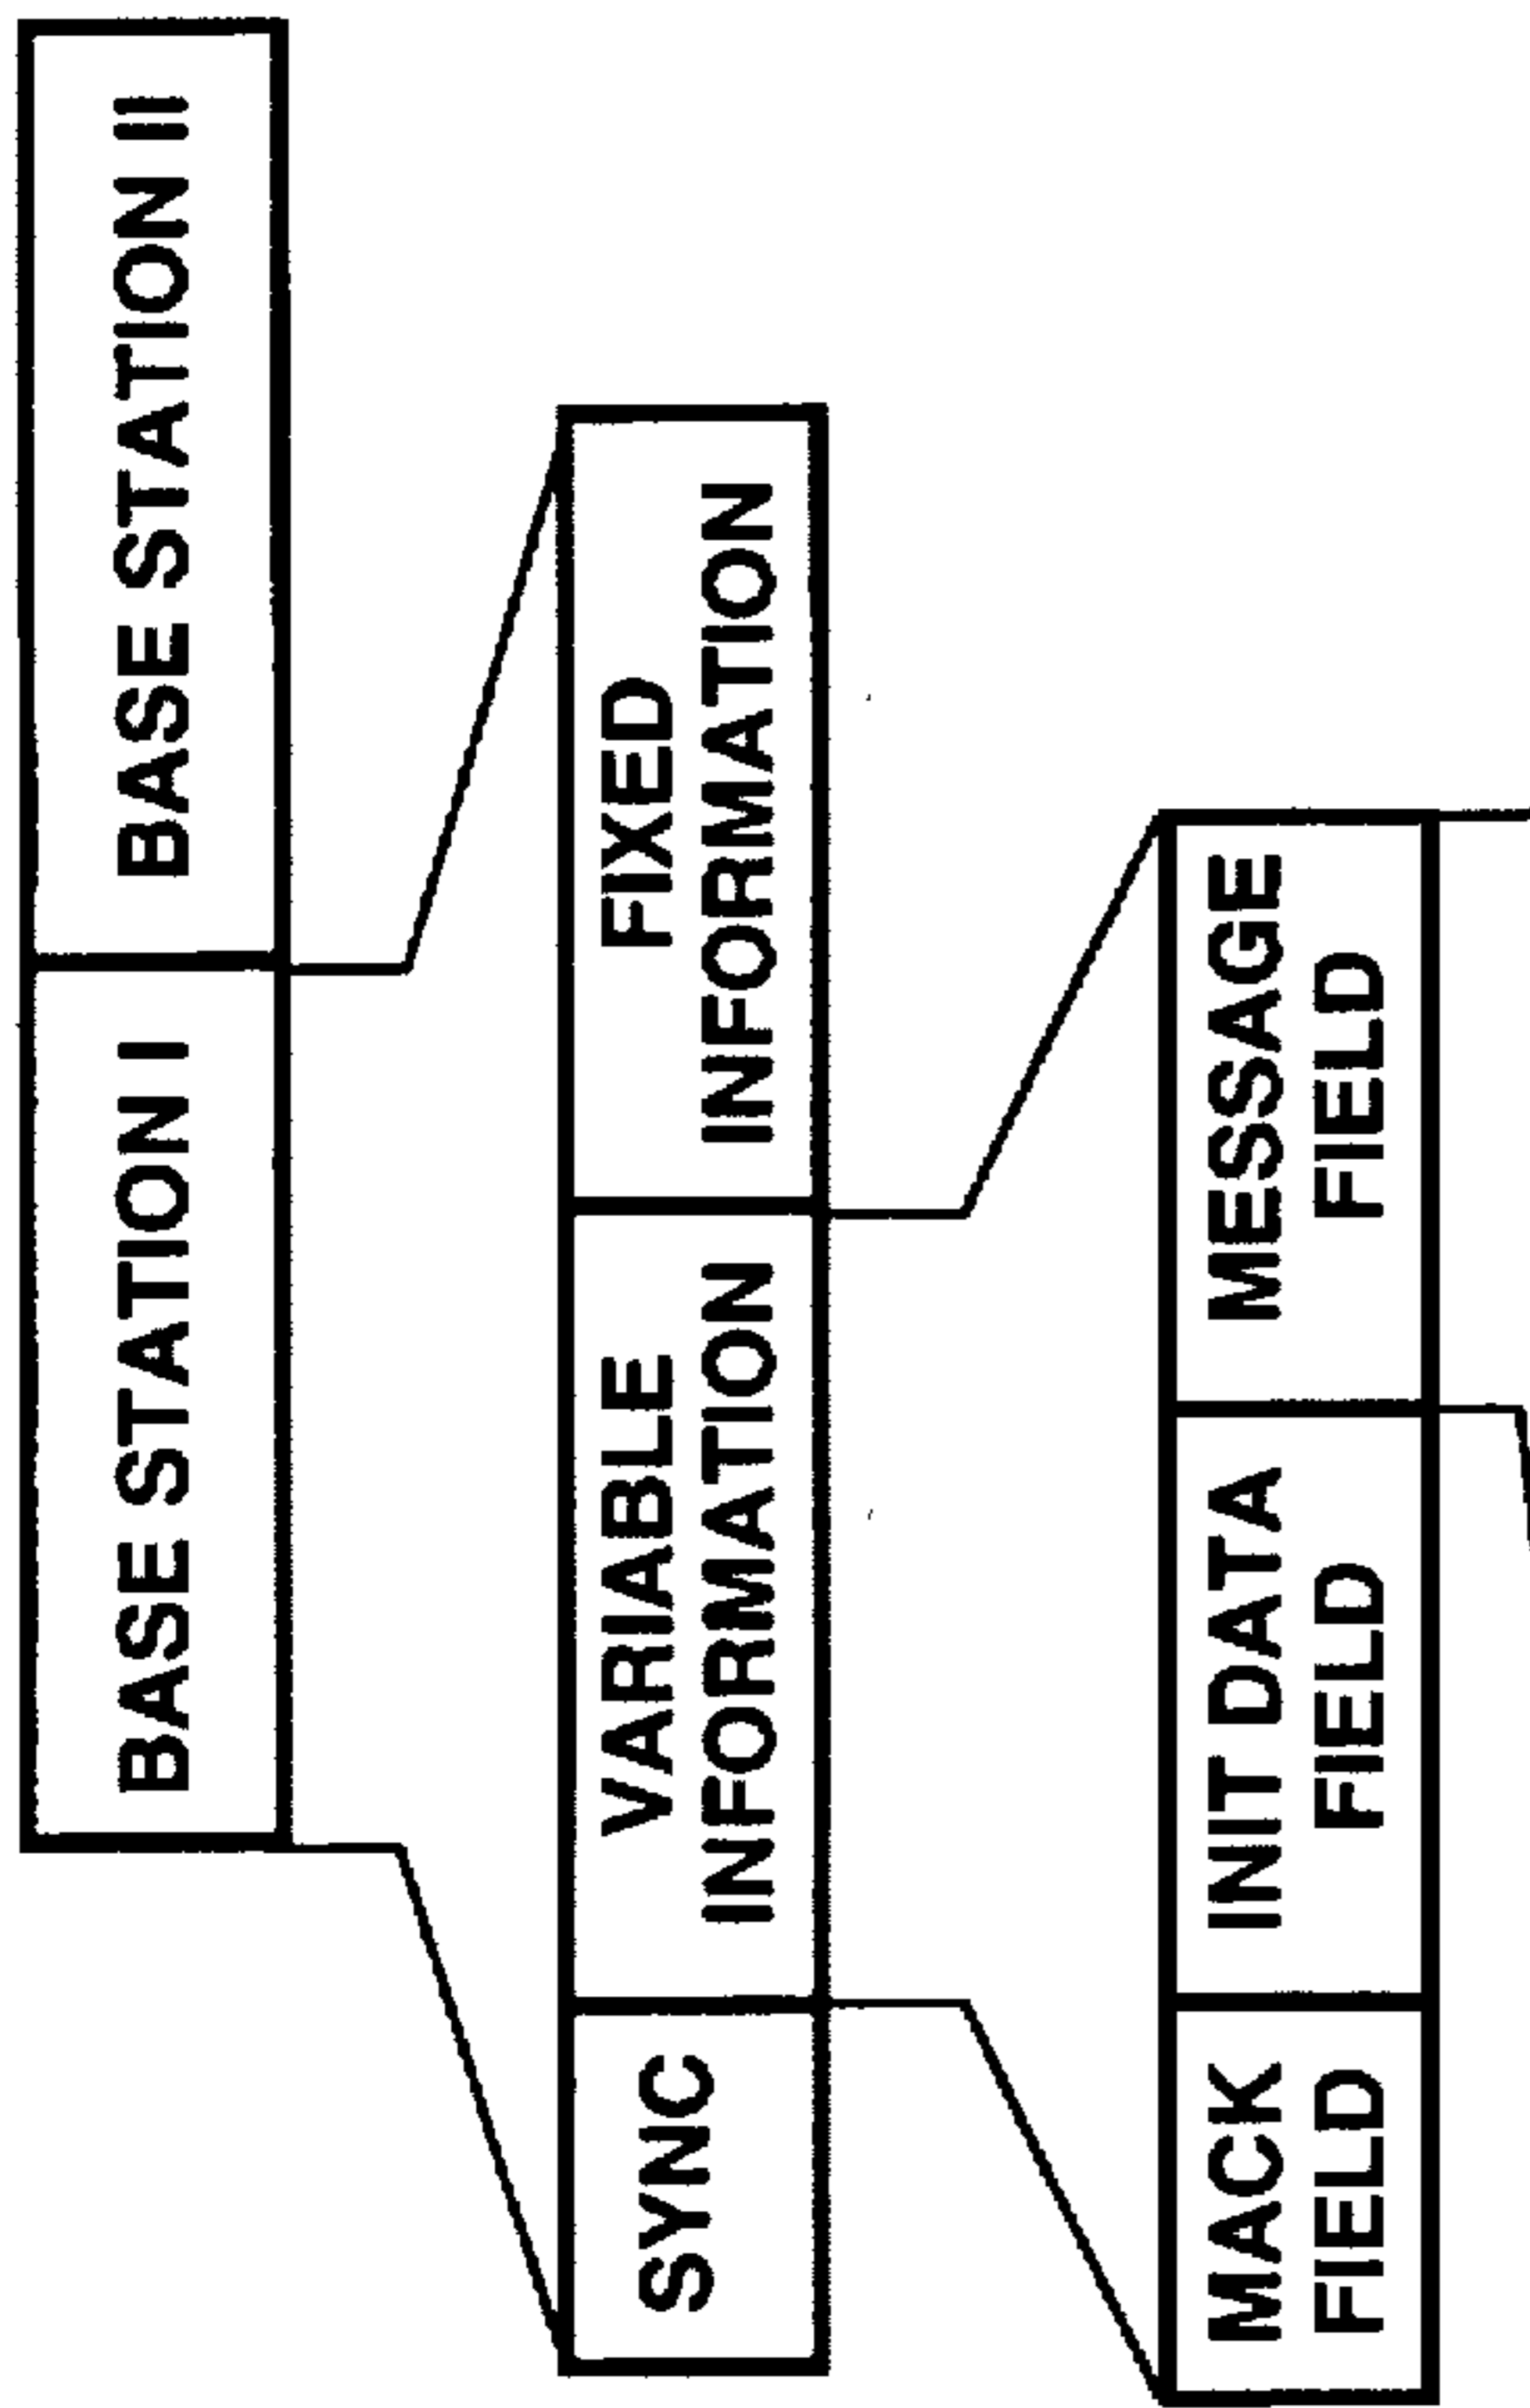 BASE STATION I
BASE STATION II
SYNC
VARIABLE
INFORMATION
FIXED
INFORMATION
MACK
FIELD
INIT DATA
FIELD
MESSAGE
FIELD